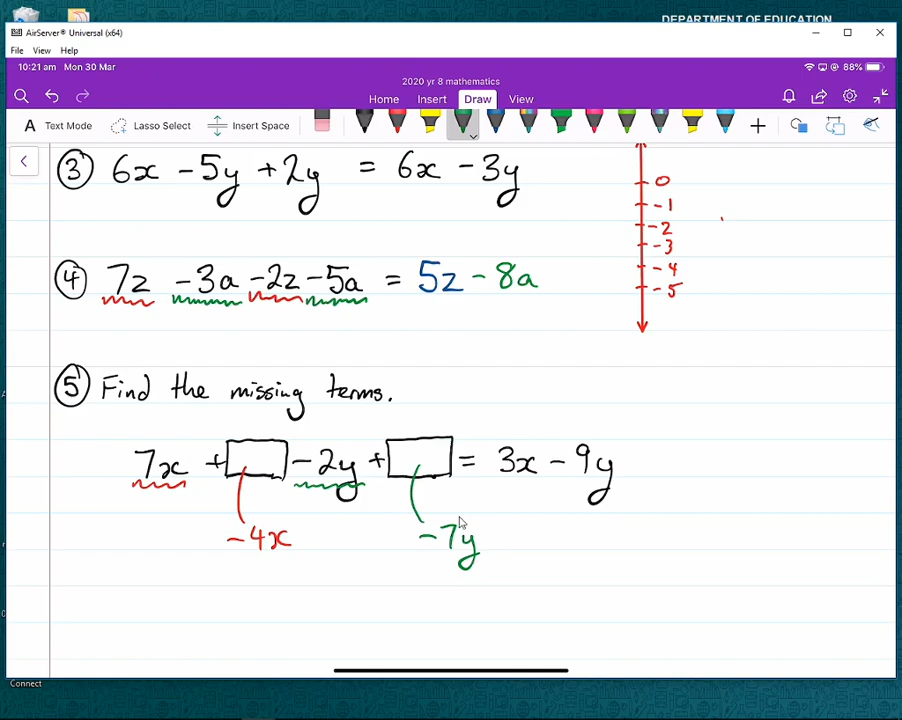 DEPARTMENT OF EDUCATION
AirServer® Universal (x64)
File View Help
10:21 am Mon 30 Mar 88%
2020 yr 8 mathematics
Home Insert Draw View
A Text Mode Lasso Select Insert Space
③ 6x - 5y + 2y = 6x - 3y
0
-1
-2
-3
-4
-5
④ 7z - 3a - 2z - 5a = 5z - 8a
⑤ Find the missing terms.
7x + □ - 2y + □ = 3x - 9y
-4x -7y
Connect